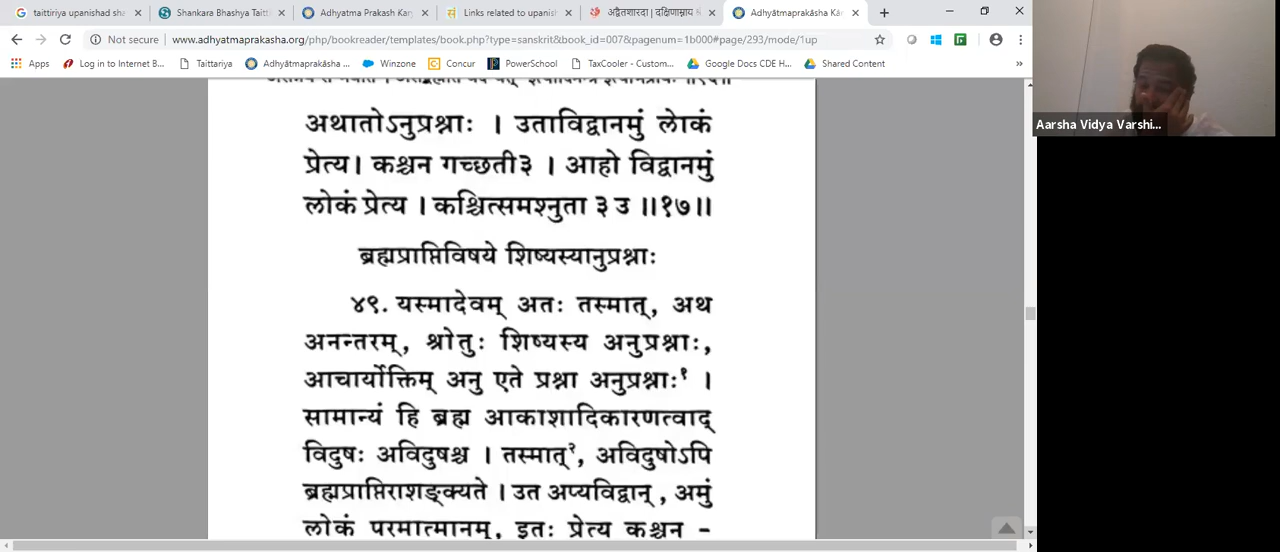 taittiriya upanishad sha
Shankara Bhashya Taitt
Adhyatma Prakash Kar
Links related to upanish
अद्वैतशारदा | दक्षिणाम्नाय श्री
Adhyâtmaprakâsha Kâr
Not secure | www.adhyatmaprakasha.org/php/bookreader/templates/book.php?type=sanskrit&book_id=007&pagenum=1b000#page/293/mode/1up
Apps
Log in to Internet B...
Taittariya
Adhyâtmaprakâsha...
Winzone
Concur
PowerSchool
TaxCooler - Custom...
Google Docs CDE H...
Shared Content
अथातोऽनुप्रश्नाः । उताविद्वानमुं लोकं
प्रेत्य। कश्चन गच्छती३ । आहो विद्वानमुं
लोकं प्रेत्य । कश्चित्समश्नुता ३ उ ॥१७॥
ब्रह्मप्राप्तिविषये शिष्यस्यानुप्रश्नाः
४९. यस्मादेवम् अतः तस्मात्, अथ
अनन्तरम्, श्रोतुः शिष्यस्य अनुप्रश्नाः,
आचार्योक्तिम् अनु एते प्रश्ना अनुप्रश्नाः१ ।
सामान्यं हि ब्रह्म आकाशादिकारणत्वाद्
विदुषः अविदुषश्च । तस्मात्२, अविदुषोऽपि
ब्रह्मप्राप्तिराशङ्क्यते । उत अप्यविद्वान्, अमुं
लोकं परमात्मानम्, इतः प्रेत्य कश्चन -
Aarsha Vidya Varshi...